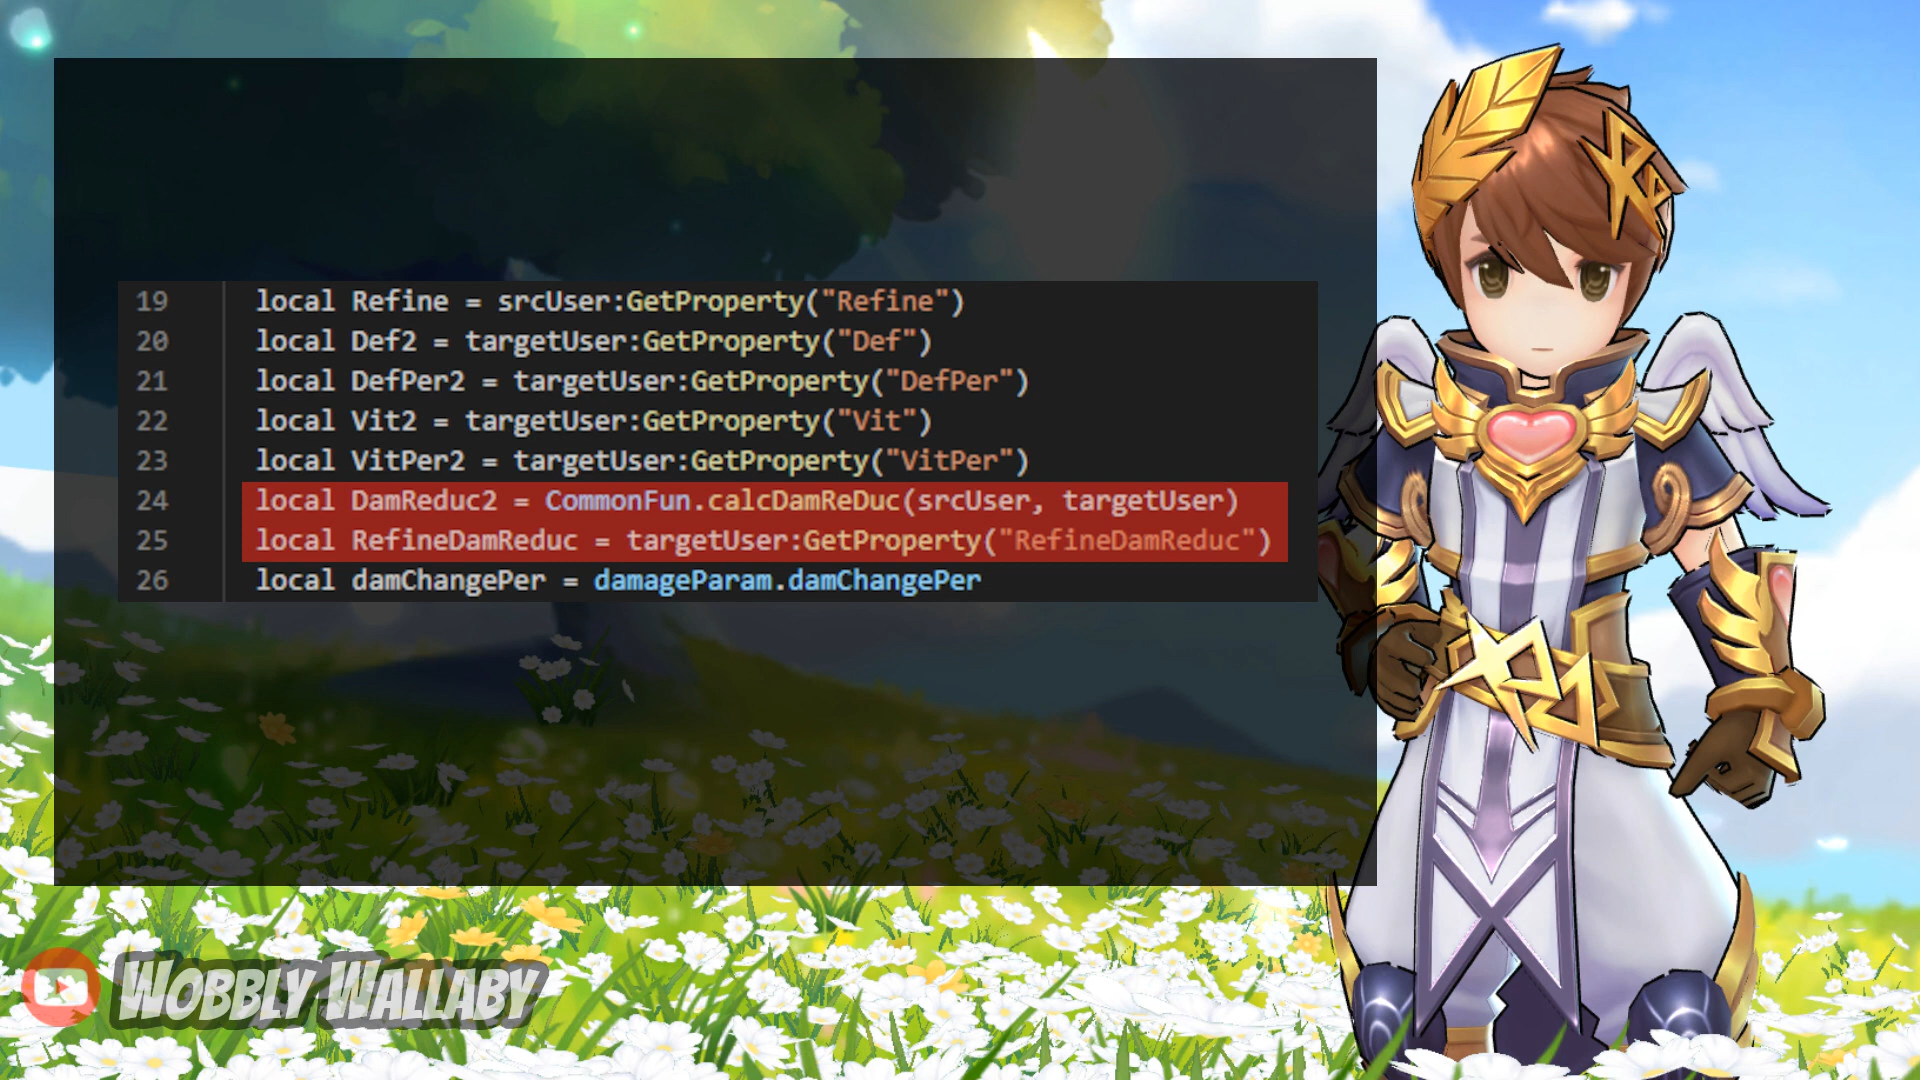 19 local Refine = srcUser:GetProperty("Refine")
20 local Def2 = targetUser:GetProperty("Def")
21 local DefPer2 = targetUser:GetProperty("DefPer")
22 local Vit2 = targetUser:GetProperty("Vit")
23 local VitPer2 = targetUser:GetProperty("VitPer")
24 local DamReduc2 = CommonFun.calcDamReDuc(srcUser, targetUser)
25 local RefineDamReduc = targetUser:GetProperty("RefineDamReduc")
26 local damChangePer = damageParam.damChangePer
WOBBLY WALLABY